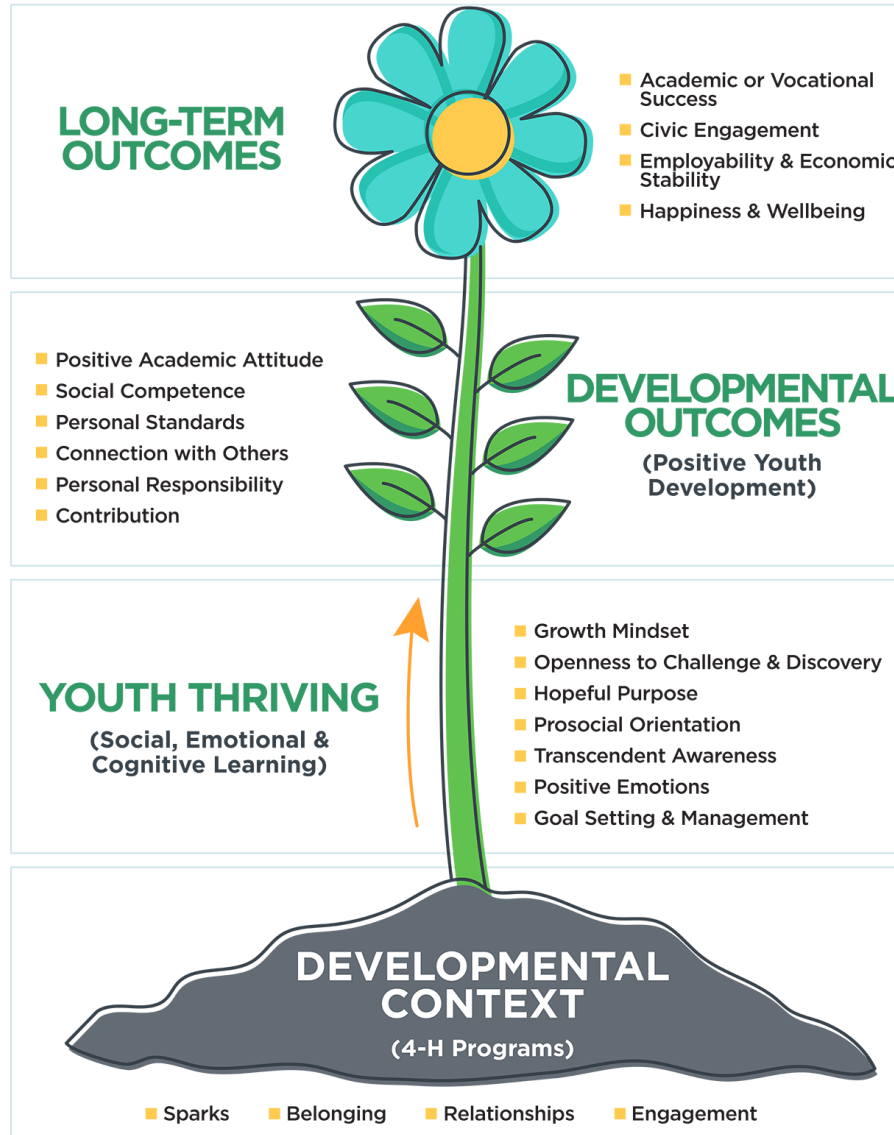 LONG-TERM
OUTCOMES
Academic or Vocational
Success
Civic Engagement
Employability & Economic
Stability
Happiness & Wellbeing
Positive Academic Attitude
Social Competence
Personal Standards
Connection with Others
Personal Responsibility
Contribution
DEVELOPMENTAL
OUTCOMES
(Positive Youth
Development)
YOUTH THRIVING
(Social, Emotional &
Cognitive Learning)
Growth Mindset
Openness to Challenge & Discovery
Hopeful Purpose
Prosocial Orientation
Transcendent Awareness
Positive Emotions
Goal Setting & Management
DEVELOPMENTAL
CONTEXT
(4-H Programs)
Sparks Belonging Relationships Engagement